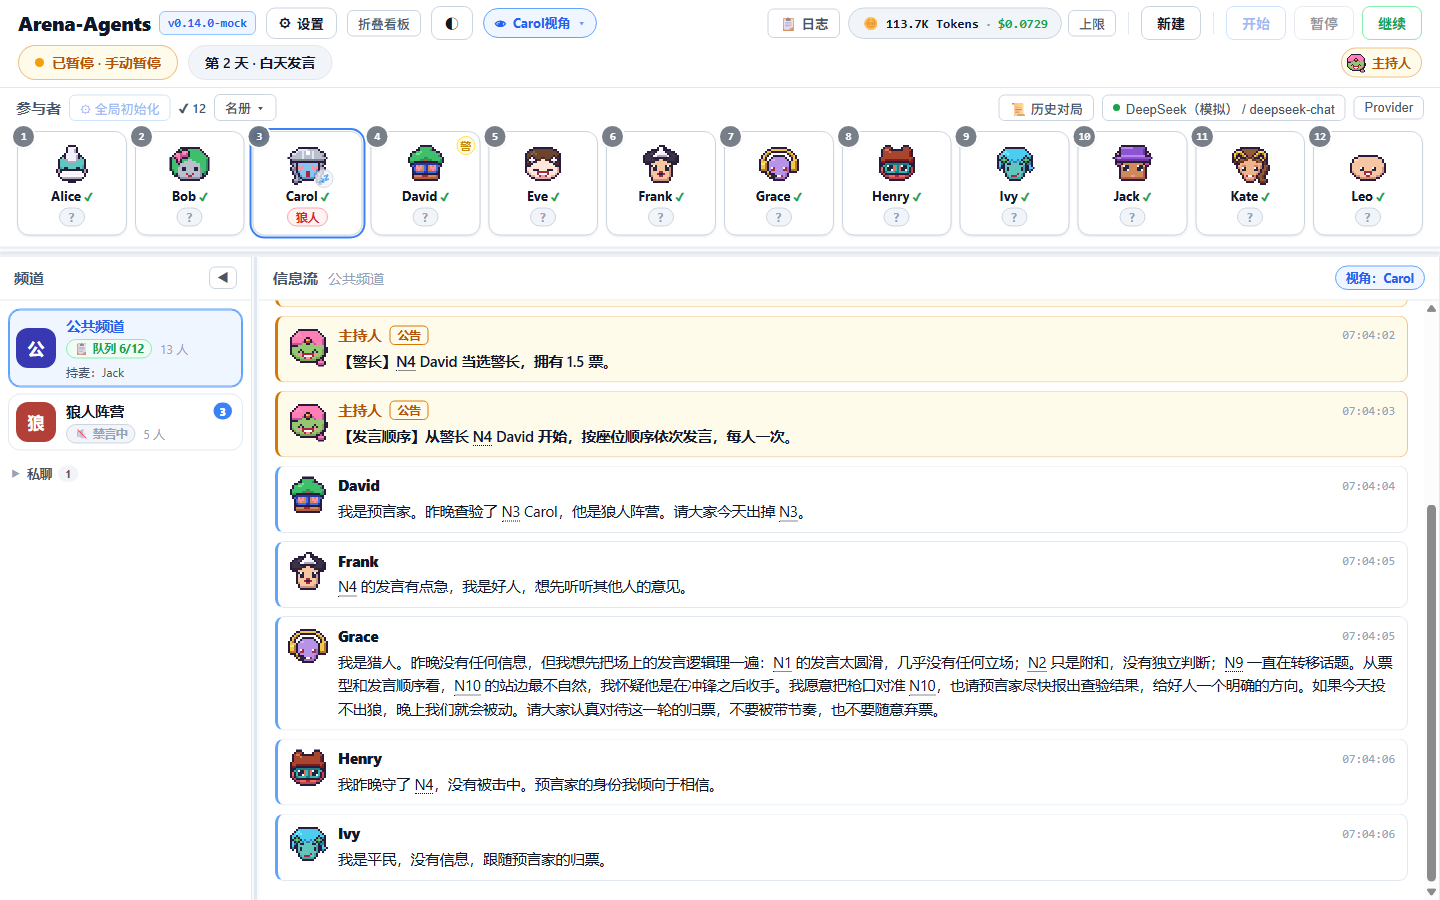 Arena-Agents v0.14.0-mock ⚙ 设置 折叠看板 Carol视角 ▾ 日志 113.7K Tokens · $0.0729 上限 新建 开始 暂停 继续
已暂停 · 手动暂停 第 2 天 · 白天发言 主持人
参与者 ⚙ 全局初始化 ✓ 12 名册 ▾ 历史对局 DeepSeek（模拟） / deepseek-chat Provider
1 2 3 4 警 5 6 7 8 9 10 11 12
Alice ✓ Bob ✓ Carol ✓ David ✓ Eve ✓ Frank ✓ Grace ✓ Henry ✓ Ivy ✓ Jack ✓ Kate ✓ Leo ✓
? ? 狼人 ? ? ? ? ? ? ? ? ?
频道 ◀
公 公共频道
队列 6/12 13 人
持麦：Jack
狼 狼人阵营 3
禁言中 5 人
▶ 私聊 1
信息流 公共频道 视角：Carol
主持人 公告 07:04:02
【警长】N4 David 当选警长，拥有 1.5 票。
主持人 公告 07:04:03
【发言顺序】从警长 N4 David 开始，按座位顺序依次发言，每人一次。
David 07:04:04
我是预言家。昨晚查验了 N3 Carol，他是狼人阵营。请大家今天出掉 N3。
Frank 07:04:05
N4 的发言有点急，我是好人，想先听听其他人的意见。
Grace 07:04:05
我是猎人。昨晚没有任何信息，但我想先把场上的发言逻辑理一遍：N1 的发言太圆滑，几乎没有任何立场；N2 只是附和，没有独立判断；N9 一直在转移话题。从票
型和发言顺序看，N10 的站边最不自然，我怀疑他是在冲锋之后收手。我愿意把枪口对准 N10，也请预言家尽快报出查验结果，给好人一个明确的方向。如果今天投
不出狼，晚上我们就会被动。请大家认真对待这一轮的归票，不要被带节奏，也不要随意弃票。
Henry 07:04:06
我昨晚守了 N4，没有被击中。预言家的身份我倾向于相信。
Ivy 07:04:06
我是平民，没有信息，跟随预言家的归票。